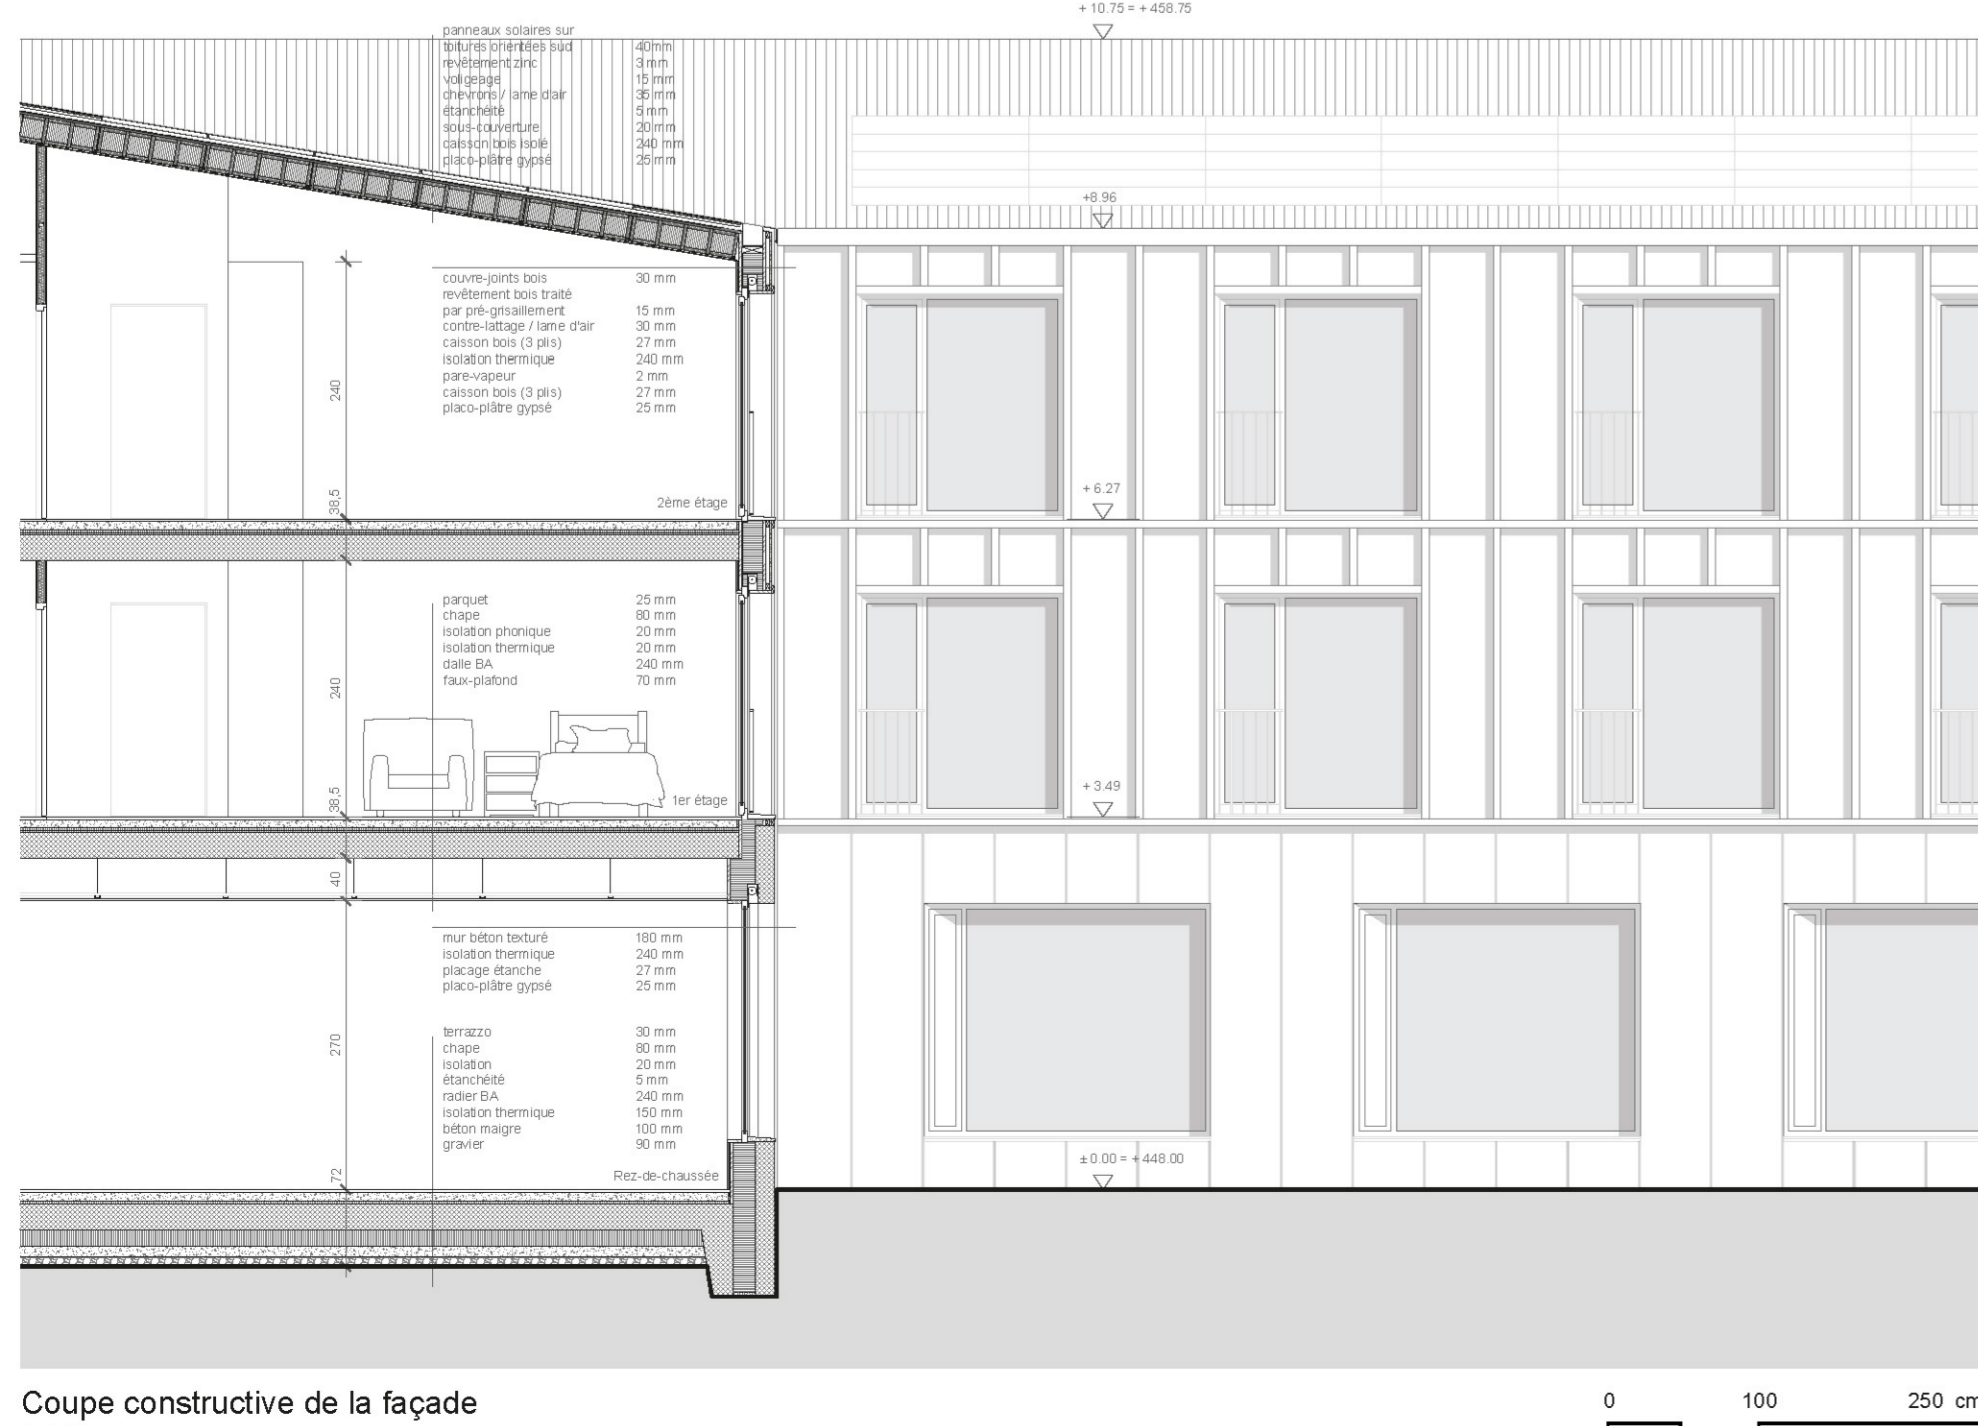 + 10.75 = + 458.75
panneaux solaires sur
toitures orientées sud 40mm
revêtement zinc 3 mm
voligeage 15 mm
chevrons / lame d'air 35 mm
étanchéité 5 mm
sous-couverture 20 mm
caisson bois isolé 240 mm
placo-plâtre gypsé 25 mm
+8.96
couvre-joints bois 30 mm
revêtement bois traité
par pré-grisaillement 15 mm
contre-lattage / lame d'air 30 mm
caisson bois (3 plis) 27 mm
isolation thermique 240 mm
pare-vapeur 2 mm
caisson bois (3 plis) 27 mm
placo-plâtre gypsé 25 mm
240
38,5
2ème étage
+ 6.27
parquet 25 mm
chape 80 mm
isolation phonique 20 mm
isolation thermique 20 mm
dalle BA 240 mm
faux-plafond 70 mm
240
38,5
1er étage
+ 3.49
40
mur béton texturé 180 mm
isolation thermique 240 mm
placage étanche 27 mm
placo-plâtre gypsé 25 mm
270
terrazzo 30 mm
chape 80 mm
isolation 20 mm
étanchéité 5 mm
radier BA 240 mm
isolation thermique 150 mm
béton maigre 100 mm
gravier 90 mm
72
Rez-de-chaussée
± 0.00 = + 448.00
Coupe constructive de la façade
0 100 250 cm